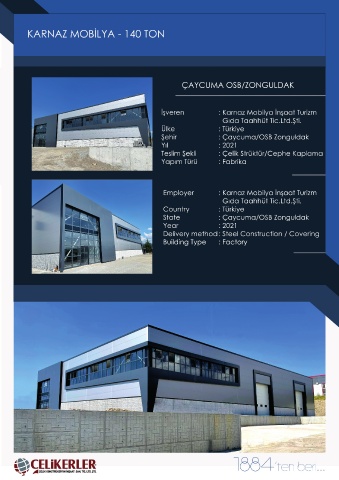 KARNAZ MOBİLYA - 140 TON
ÇAYCUMA OSB/ZONGULDAK
İşveren : Karnaz Mobilya İnşaat Turizm
Gıda Taahhüt Tic.Ltd.Şti.
Ülke : Türkiye
Şehir : Çaycuma/OSB Zonguldak
Yıl : 2021
Teslim Şekli : Çelik Strüktür/Cephe Kaplama
Yapım Türü : Fabrika
Employer : Karnaz Mobilya İnşaat Turizm
Gıda Taahhüt Tic.Ltd.Şti.
Country : Türkiye
State : Çaycuma/OSB Zonguldak
Year : 2021
Delivery method : Steel Construction / Covering
Building Type : Factory
ÇELİKERLER
1884'ten beri...